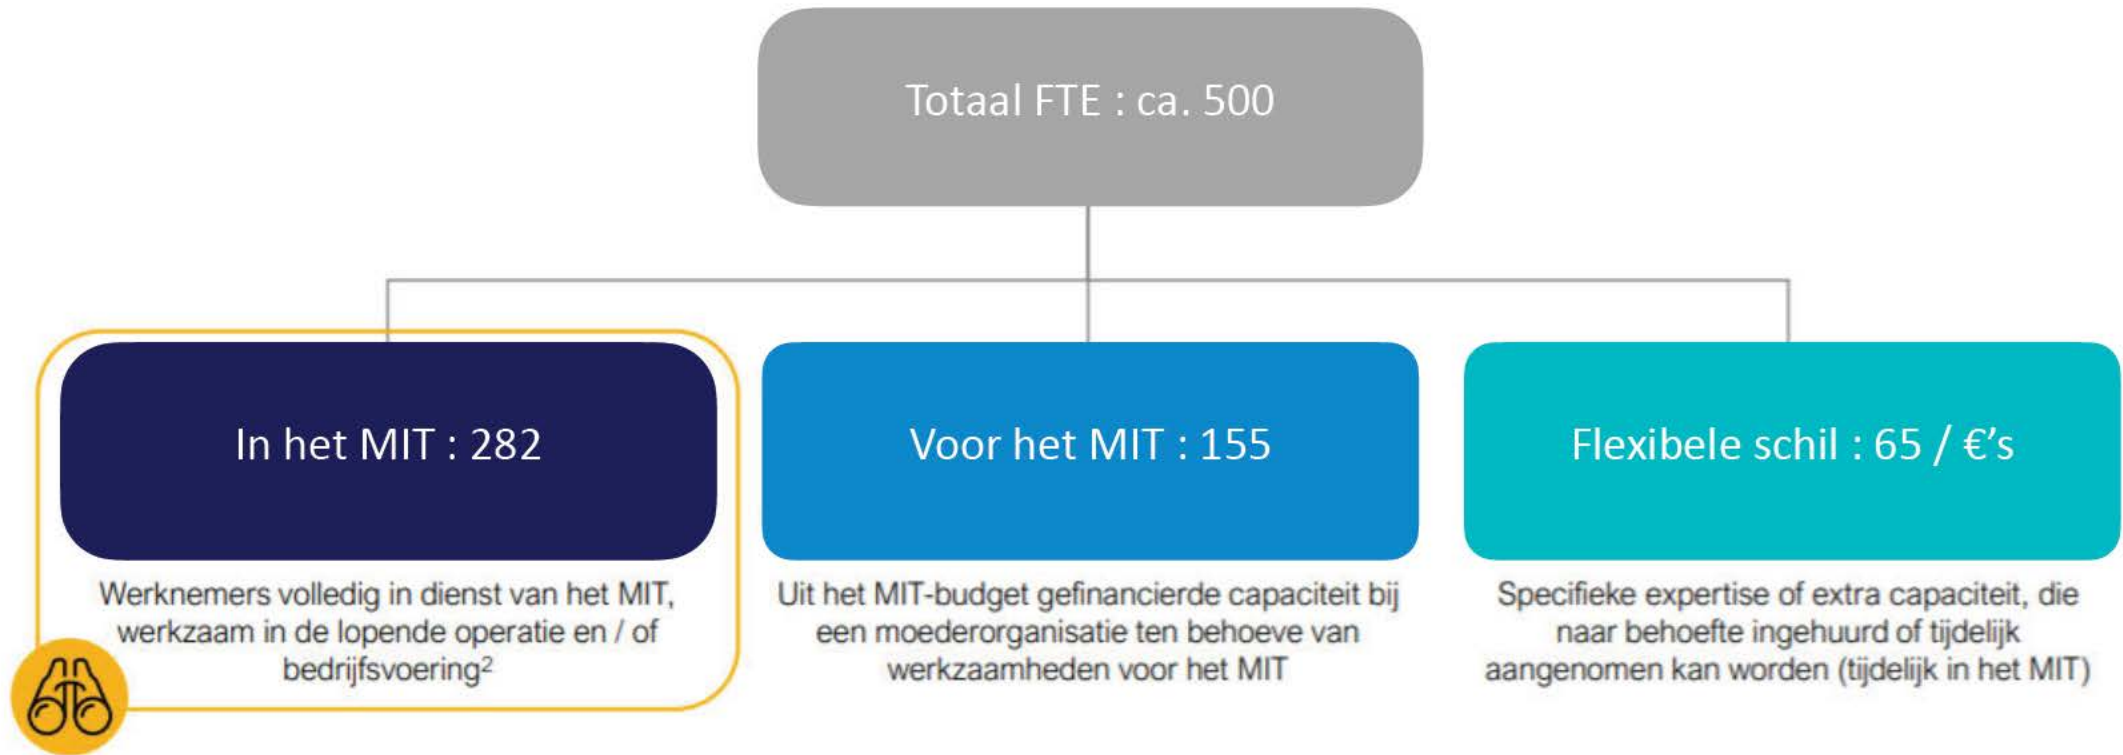 Totaal FTE : ca. 500
In het MIT : 282
Werknemers volledig in dienst van het MIT,
werkzaam in de lopende operatie en / of
bedrijfsvoering²
Voor het MIT : 155
Uit het MIT-budget gefinancierde capaciteit bij
een moederorganisatie ten behoeve van
werkzaamheden voor het MIT
Flexibele schil : 65 / €’s
Specifieke expertise of extra capaciteit, die
naar behoefte ingehuurd of tijdelijk
aangenomen kan worden (tijdelijk in het MIT)